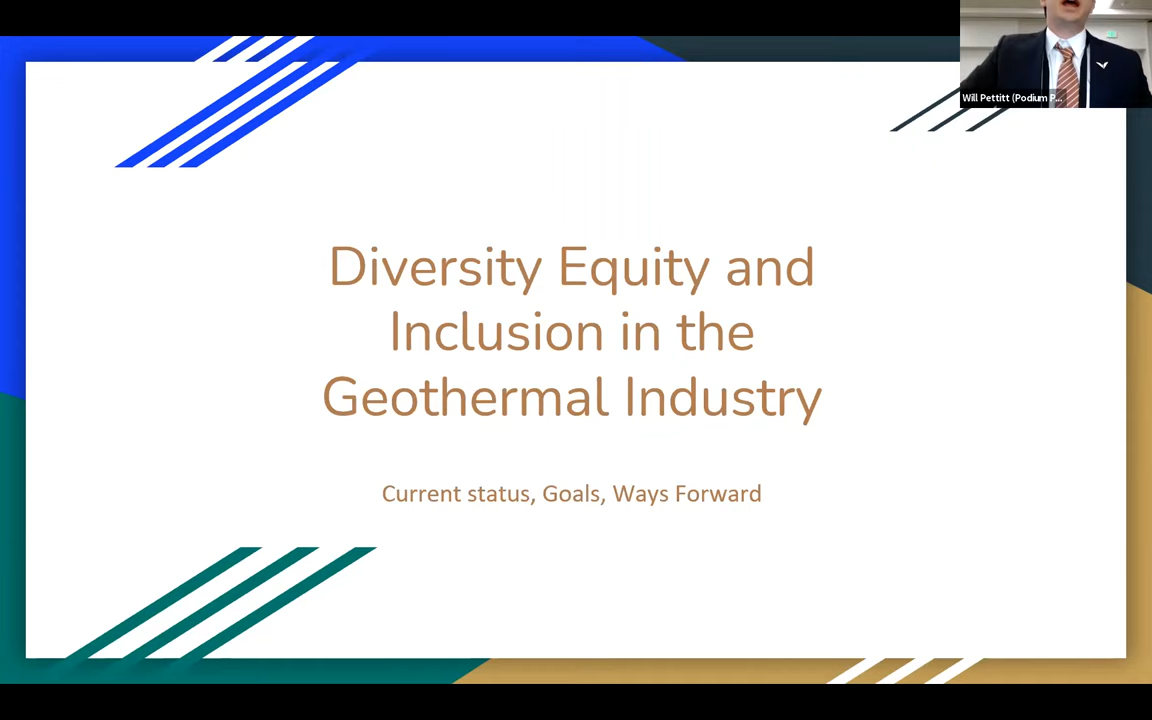 Will Pettitt (Podium P...
Diversity Equity and
Inclusion in the
Geothermal Industry
Current status, Goals, Ways Forward